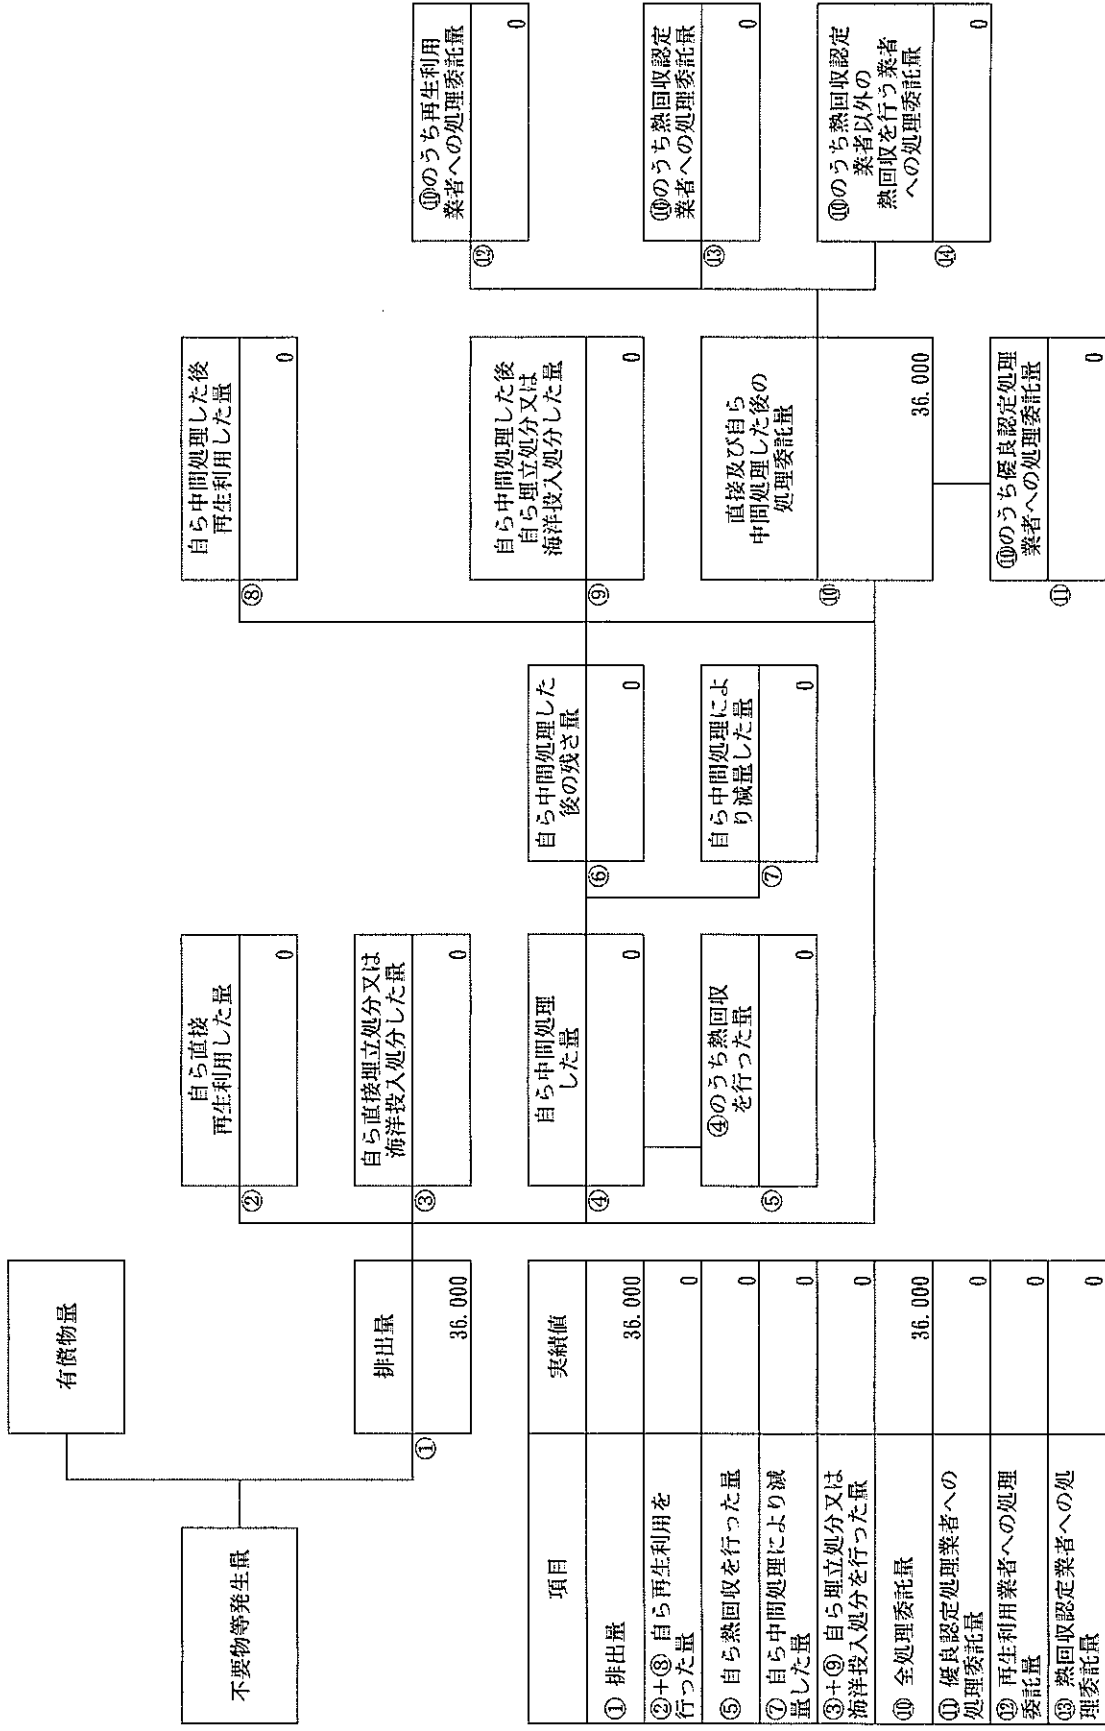 不要物等発生量
有償物量
排出量
①
36.000
自ら直接
再生利用した量
②
0
自ら直接埋立処分又は
海洋投入処分した量
③
0
自ら中間処理
した量
④
0
④のうち熱回収
を行った量
⑤
0
自ら中間処理した
後の残さ量
⑥
0
自ら中間処理によ
り減量した量
⑦
0
自ら中間処理した後
再生利用した量
⑧
0
自ら中間処理した後
自ら埋立処分又は
海洋投入処分した量
⑨
0
直接及び自ら
中間処理した後の
処理委託量
⑩
36.000
⑩のうち優良認定処理
業者への処理委託量
⑪
0
⑩のうち再生利用
業者への処理委託量
⑫
0
⑩のうち熱回収認定
業者への処理委託量
⑬
0
⑩のうち熱回収認定
業者以外の
熱回収を行う業者
への処理委託量
⑭
0
項目 実績値
① 排出量 36.000
②+⑧ 自ら再生利用を
行った量 0
⑤ 自ら熱回収を行った量 0
⑦ 自ら中間処理により減
量した量 0
③+⑨ 自ら埋立処分又は
海洋投入処分を行った量 0
⑩ 全処理委託量 36.000
⑪ 優良認定処理業者への
処理委託量 0
⑫ 再生利用業者への処理
委託量 0
⑬ 熱回収認定業者への処
理委託量 0